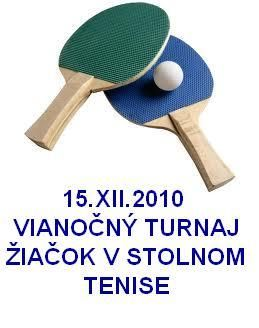 15.XII.2010
VIANOČNÝ TURNAJ
ŽIAČOK V STOLNOM
TENISE